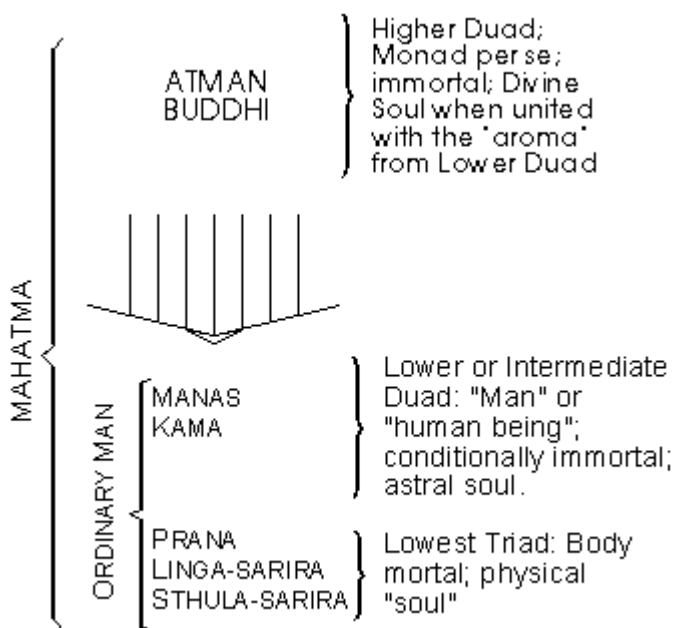 MAHATMA
ATMAN
BUDDHI
Higher Duad;
Monad perse;
immortal; Divine
Soul when united
with the "aroma"
from Lower Duad
ORDINARY MAN
MANAS
KAMA
Lower or Intermediate
Duad: "Man" or
"human being";
conditionally immortal;
astral soul.
PRANA
LINGA-SARIRA
STHULA-SARIRA
Lowest Triad: Body
mortal; physical
"soul"